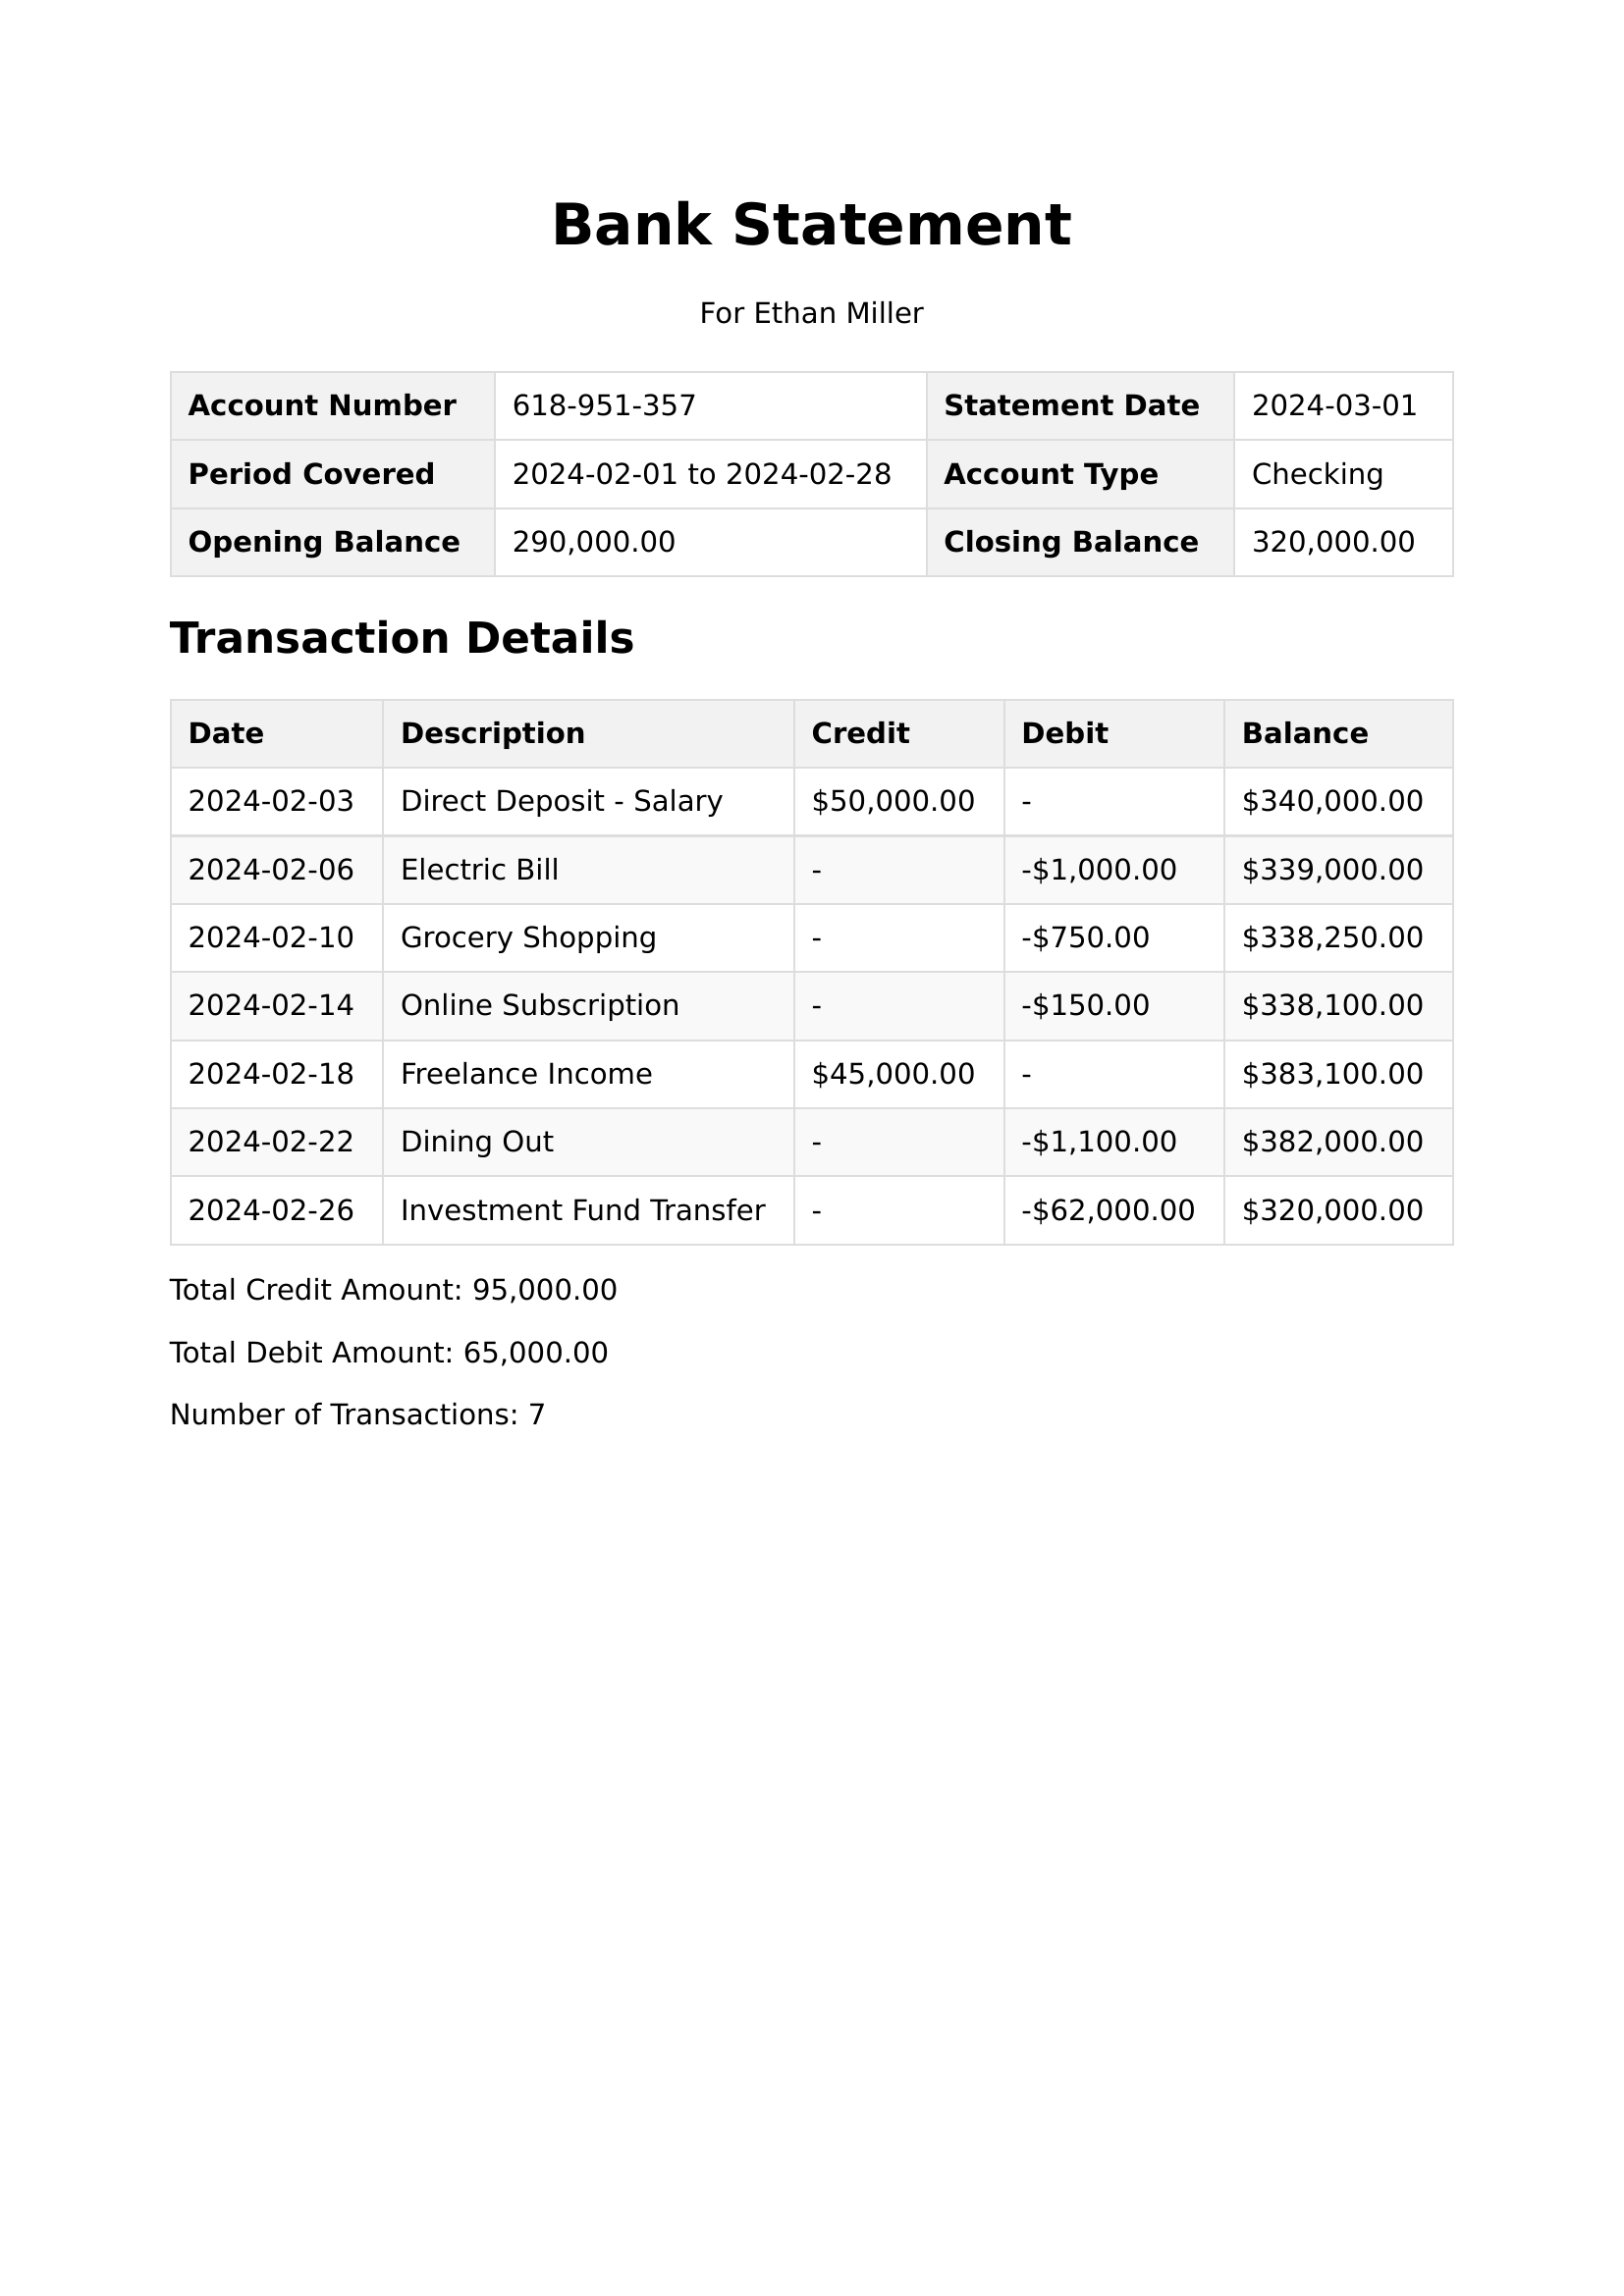 Bank Statement
For Ethan Miller
Account Number 618-951-357 Statement Date 2024-03-01
Period Covered 2024-02-01 to 2024-02-28 Account Type Checking
Opening Balance 290,000.00 Closing Balance 320,000.00
Transaction Details
Date Description Credit Debit Balance
2024-02-03 Direct Deposit - Salary $50,000.00 - $340,000.00
2024-02-06 Electric Bill - -$1,000.00 $339,000.00
2024-02-10 Grocery Shopping - -$750.00 $338,250.00
2024-02-14 Online Subscription - -$150.00 $338,100.00
2024-02-18 Freelance Income $45,000.00 - $383,100.00
2024-02-22 Dining Out - -$1,100.00 $382,000.00
2024-02-26 Investment Fund Transfer - -$62,000.00 $320,000.00
Total Credit Amount: 95,000.00
Total Debit Amount: 65,000.00
Number of Transactions: 7